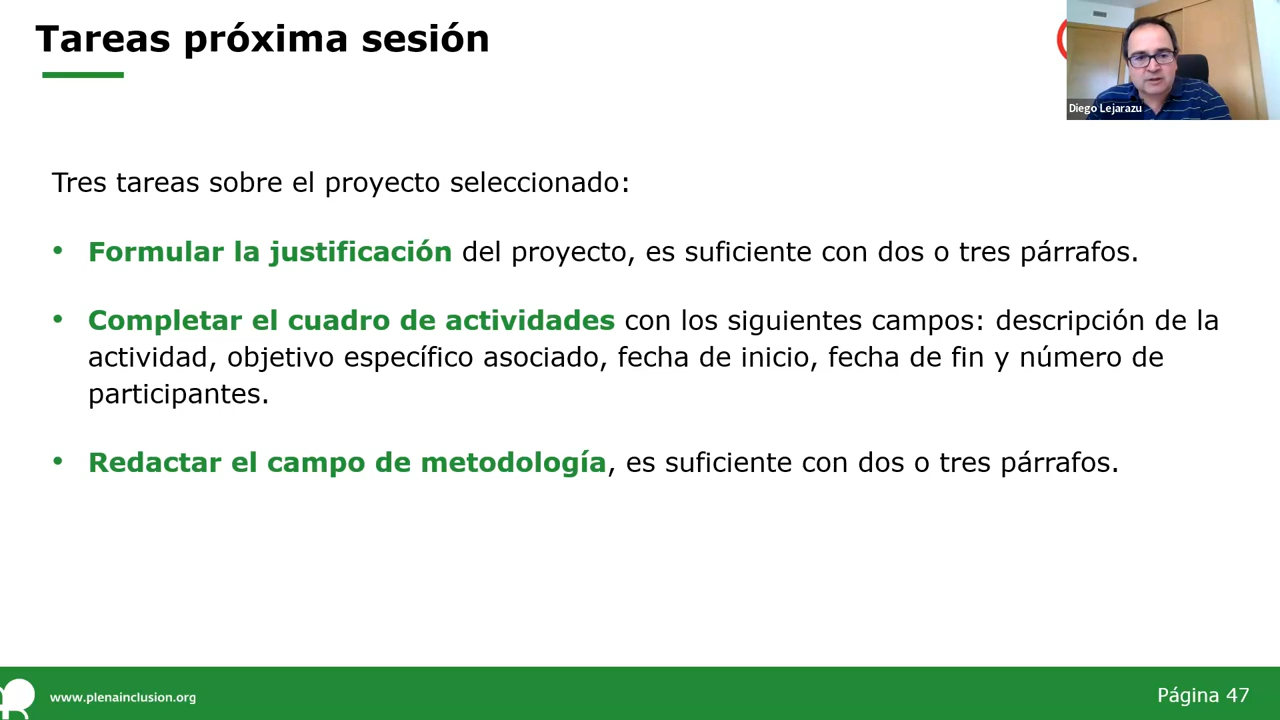 Tareas próxima sesión
Diego Lejarazu
Tres tareas sobre el proyecto seleccionado:
• Formular la justificación del proyecto, es suficiente con dos o tres párrafos.
• Completar el cuadro de actividades con los siguientes campos: descripción de la
actividad, objetivo específico asociado, fecha de inicio, fecha de fin y número de
participantes.
• Redactar el campo de metodología, es suficiente con dos o tres párrafos.
www.plenainclusion.org
Página 47